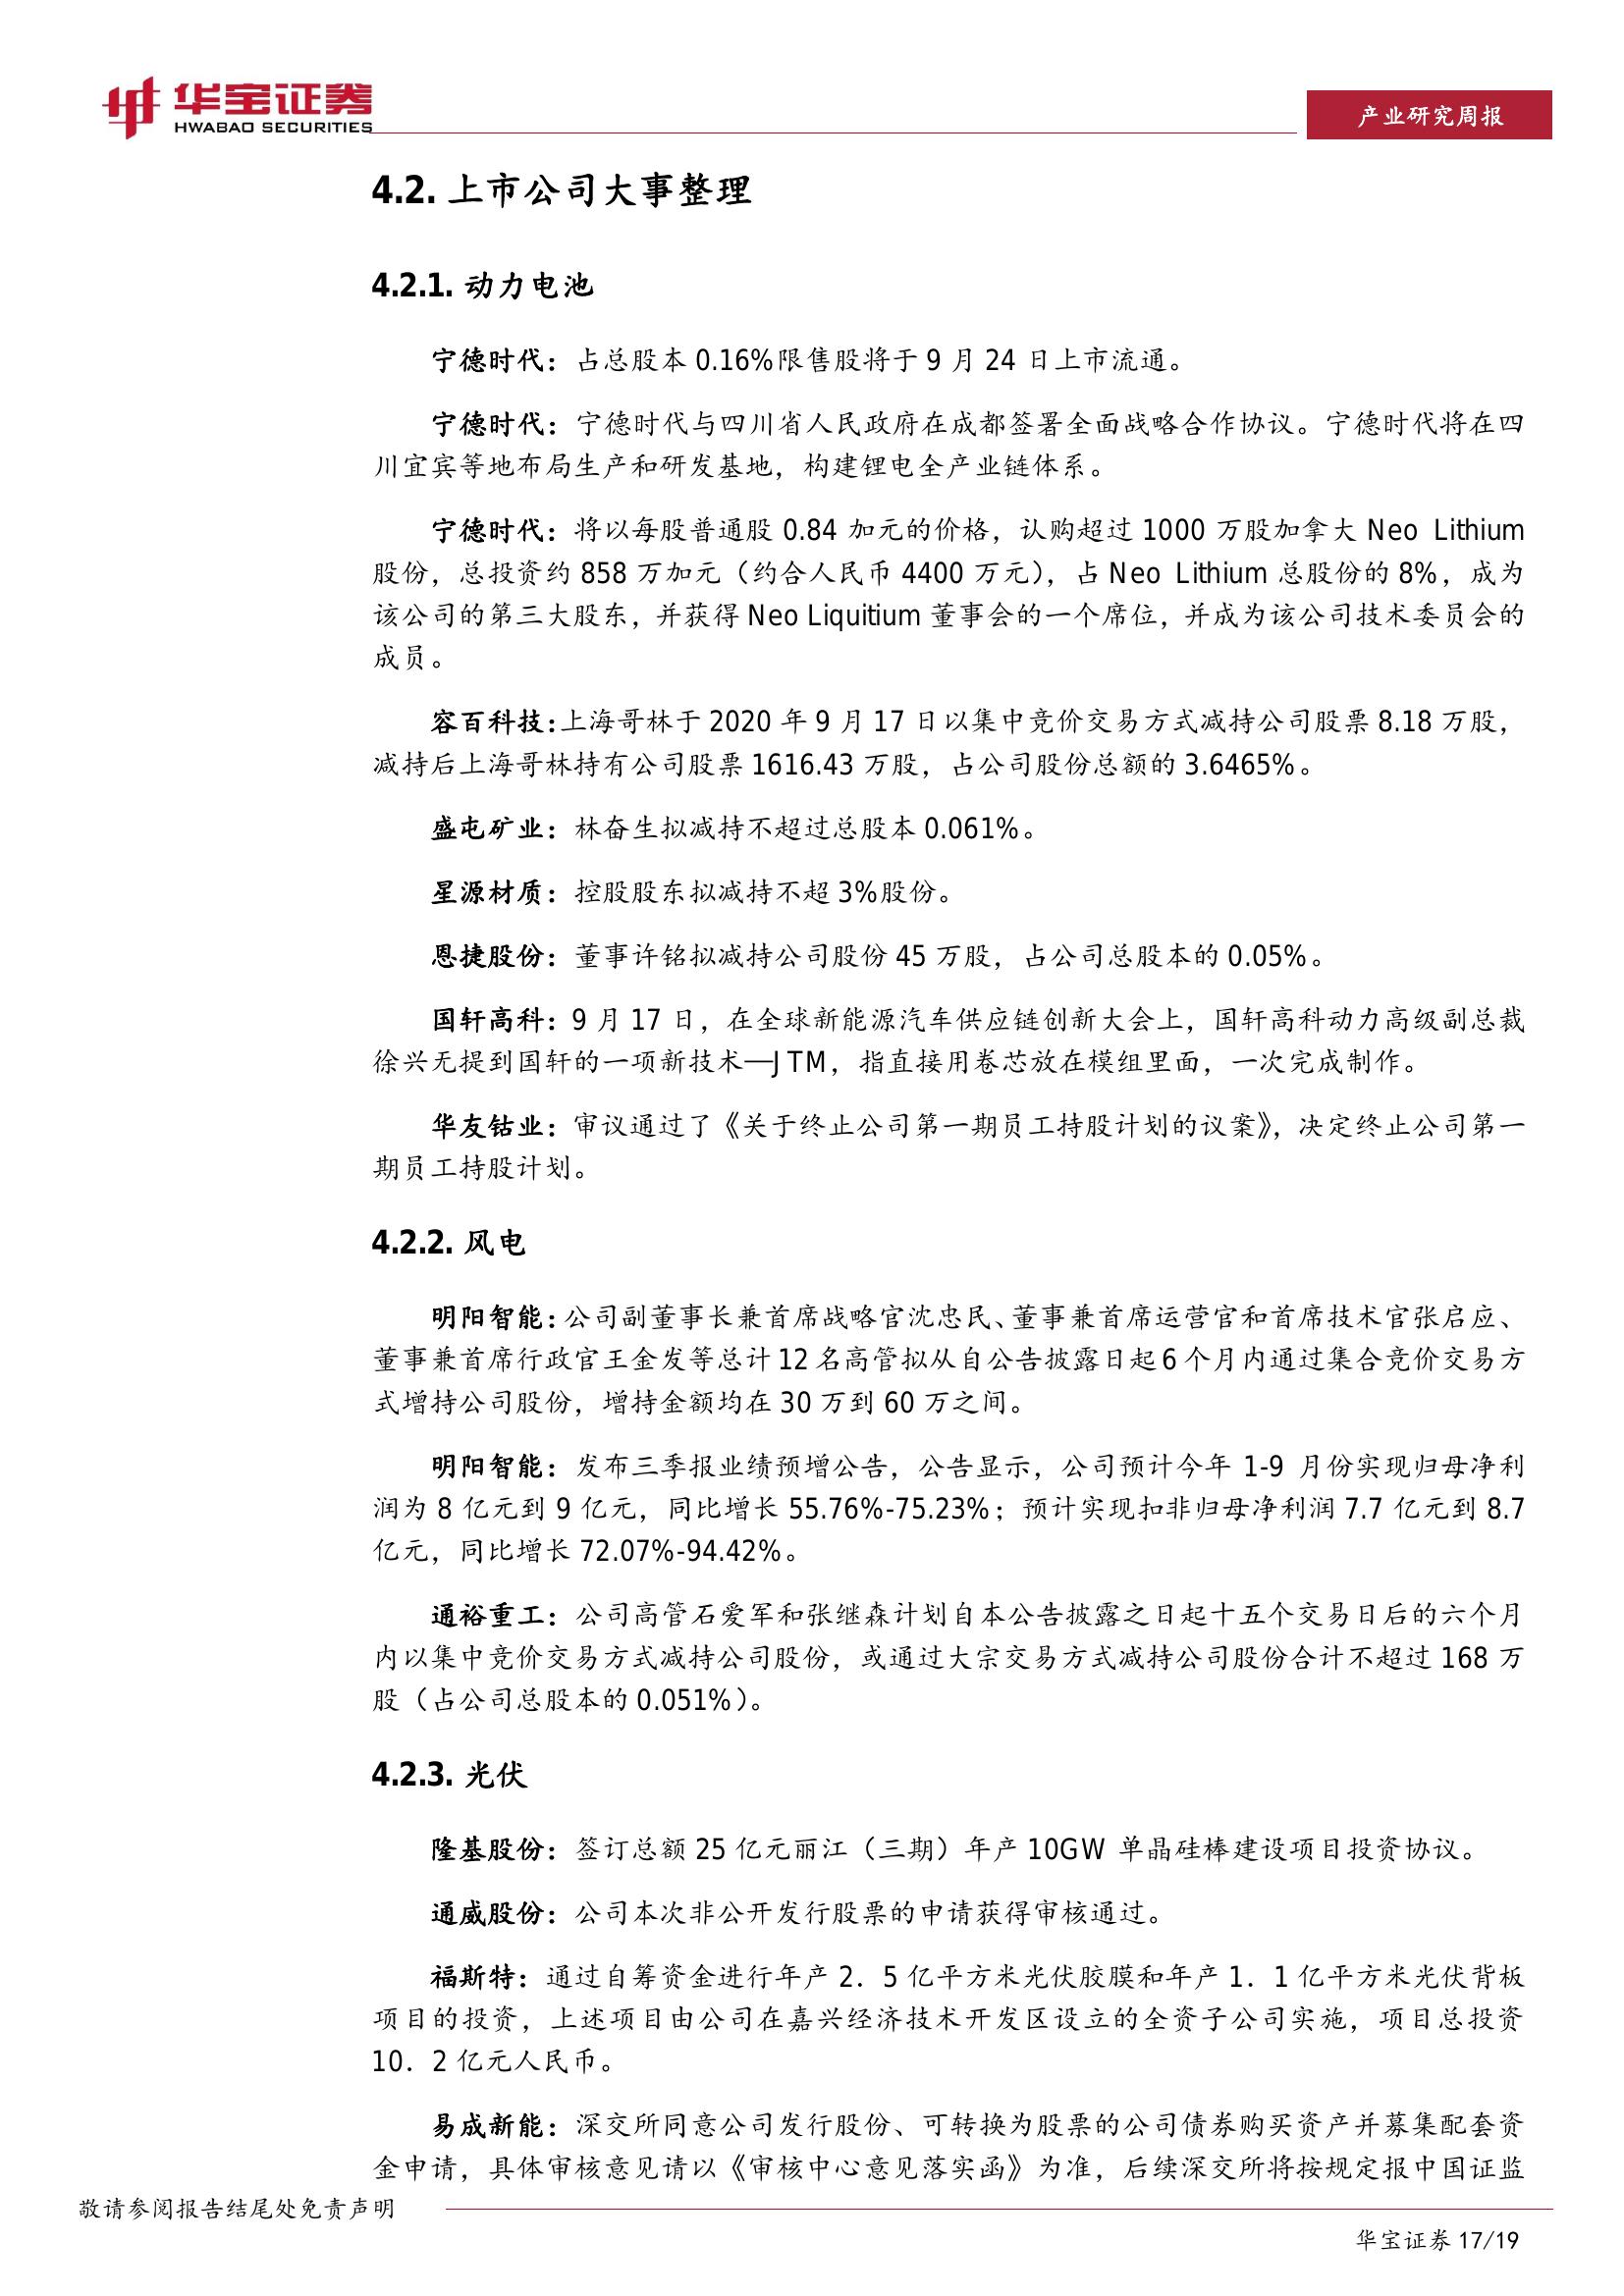 华宝证券
HWABAO SECURITIES
产业研究周报
4.2. 上市公司大事整理
4.2.1. 动力电池
宁德时代：占总股本 0.16%限售股将于 9 月 24 日上市流通。
宁德时代：宁德时代与四川省人民政府在成都签署全面战略合作协议。宁德时代将在四
川宜宾等地布局生产和研发基地，构建锂电全产业链体系。
宁德时代：将以每股普通股 0.84 加元的价格，认购超过 1000 万股加拿大 Neo Lithium
股份，总投资约 858 万加元（约合人民币 4400 万元），占 Neo Lithium 总股份的 8%，成为
该公司的第三大股东，并获得 Neo Liquitium 董事会的一个席位，并成为该公司技术委员会的
成员。
容百科技：上海哥林于 2020 年 9 月 17 日以集中竞价交易方式减持公司股票 8.18 万股，
减持后上海哥林持有公司股票 1616.43 万股，占公司股份总额的 3.6465%。
盛屯矿业：林奋生拟减持不超过总股本 0.061%。
星源材质：控股股东拟减持不超 3%股份。
恩捷股份：董事许铭拟减持公司股份 45 万股，占公司总股本的 0.05%。
国轩高科：9 月 17 日，在全球新能源汽车供应链创新大会上，国轩高科动力高级副总裁
徐兴无提到国轩的一项新技术—JTM，指直接用卷芯放在模组里面，一次完成制作。
华友钴业：审议通过了《关于终止公司第一期员工持股计划的议案》，决定终止公司第一
期员工持股计划。
4.2.2. 风电
明阳智能：公司副董事长兼首席战略官沈忠民、董事兼首席运营官和首席技术官张启应、
董事兼首席行政官王金发等总计 12 名高管拟从自公告披露日起 6 个月内通过集合竞价交易方
式增持公司股份，增持金额均在 30 万到 60 万之间。
明阳智能：发布三季报业绩预增公告，公告显示，公司预计今年 1-9 月份实现归母净利
润为 8 亿元到 9 亿元，同比增长 55.76%-75.23%；预计实现扣非归母净利润 7.7 亿元到 8.7
亿元，同比增长 72.07%-94.42%。
通裕重工：公司高管石爱军和张继森计划自本公告披露之日起十五个交易日后的六个月
内以集中竞价交易方式减持公司股份，或通过大宗交易方式减持公司股份合计不超过 168 万
股（占公司总股本的 0.051%）。
4.2.3. 光伏
隆基股份：签订总额 25 亿元丽江（三期）年产 10GW 单晶硅棒建设项目投资协议。
通威股份：公司本次非公开发行股票的申请获得审核通过。
福斯特：通过自筹资金进行年产 2．5 亿平方米光伏胶膜和年产 1．1 亿平方米光伏背板
项目的投资，上述项目由公司在嘉兴经济技术开发区设立的全资子公司实施，项目总投资
10．2 亿元人民币。
易成新能：深交所同意公司发行股份、可转换为股票的公司债券购买资产并募集配套资
金申请，具体审核意见请以《审核中心意见落实函》为准，后续深交所将按规定报中国证监
敬请参阅报告结尾处免责声明
华宝证券 17/19